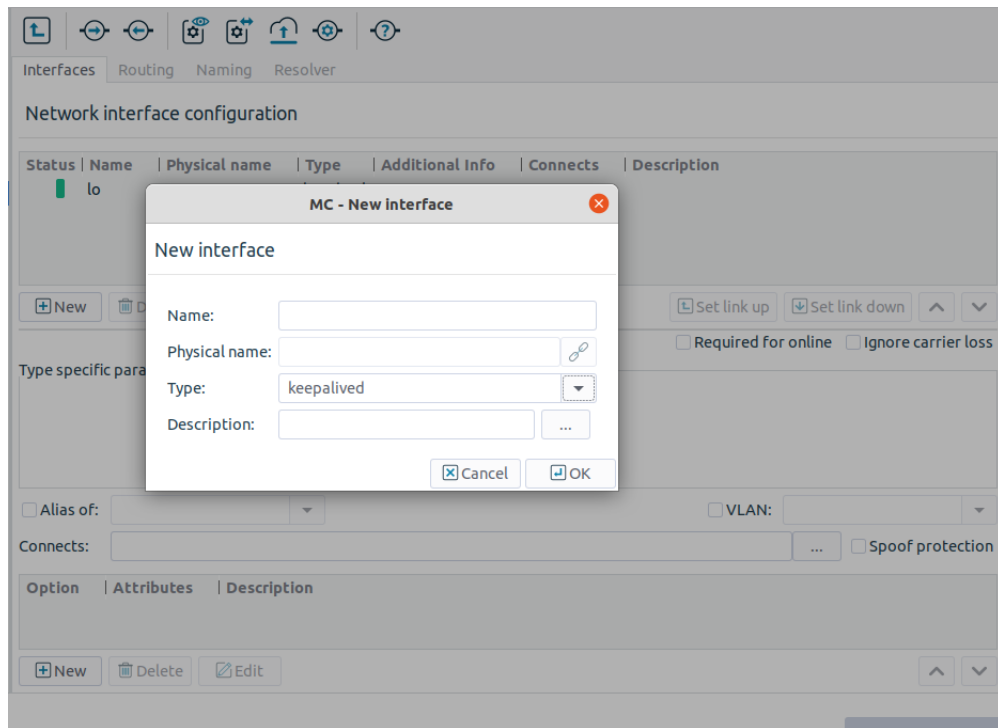 Interfaces Routing Naming Resolver
Network interface configuration
Status Name Physical name Type Additional Info Connects Description
lo
MC - New interface
New interface
Name:
Physical name:
Type: keepalived
Description: ...
Cancel OK
New Set link up Set link down
Required for online Ignore carrier loss
Type specific
Alias of: VLAN:
Connects: ... Spoof protection
Option Attributes Description
New Delete Edit